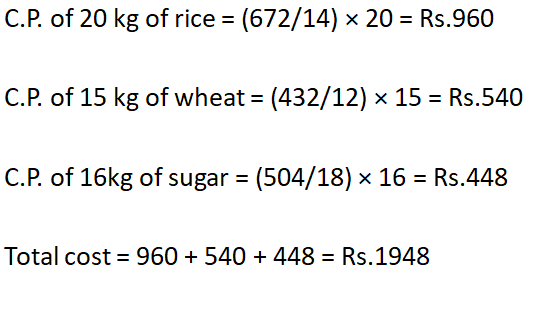 C.P. of 20 kg of rice = (672/14) × 20 = Rs.960
C.P. of 15 kg of wheat = (432/12) × 15 = Rs.540
C.P. of 16kg of sugar = (504/18) × 16 = Rs.448
Total cost = 960 + 540 + 448 = Rs.1948